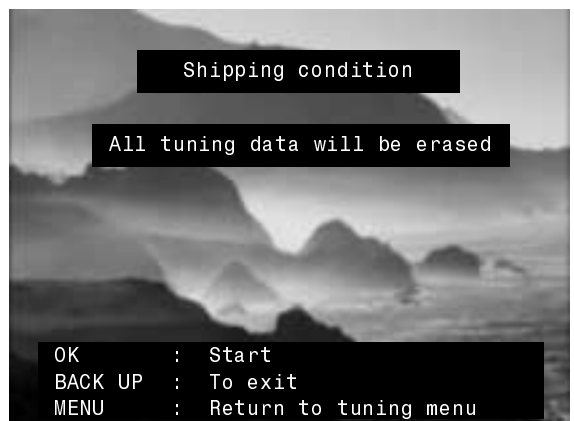 Shipping condition
All tuning data will be erased
OK : Start
BACK UP : To exit
MENU : Return to tuning menu